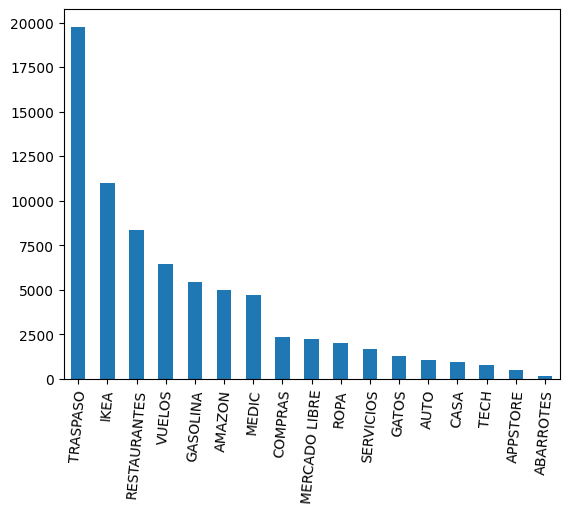 20000
17500
15000
12500
10000
7500
5000
2500
0
TRASPASO
IKEA
RESTAURANTES
VUELOS
GASOLINA
AMAZON
MEDIC
COMPRAS
MERCADO LIBRE
ROPA
SERVICIOS
GATOS
AUTO
CASA
TECH
APPSTORE
ABARROTES